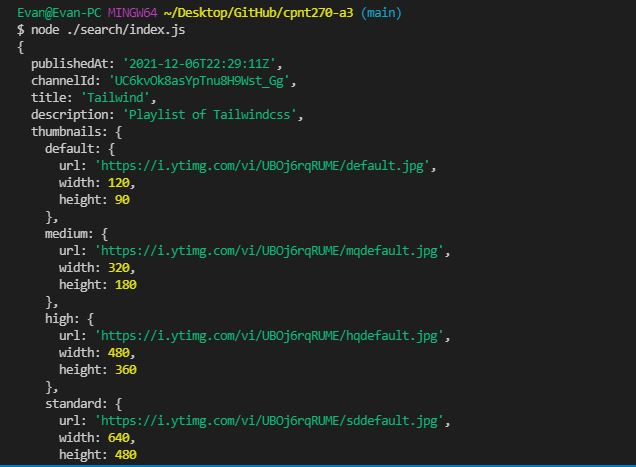 Evan@Evan-PC MINGW64 ~/Desktop/GitHub/cpnt270-a3 (main)
$ node ./search/index.js
{
  publishedAt: '2021-12-06T22:29:11Z',
  channelId: 'UC6kvOk8asYpTnu8H9Wst_Gg',
  title: 'Tailwind',
  description: 'Playlist of Tailwindcss',
  thumbnails: {
    default: {
      url: 'https://i.ytimg.com/vi/UBOj6rqRUME/default.jpg',
      width: 120,
      height: 90
    },
    medium: {
      url: 'https://i.ytimg.com/vi/UBOj6rqRUME/mqdefault.jpg',
      width: 320,
      height: 180
    },
    high: {
      url: 'https://i.ytimg.com/vi/UBOj6rqRUME/hqdefault.jpg',
      width: 480,
      height: 360
    },
    standard: {
      url: 'https://i.ytimg.com/vi/UBOj6rqRUME/sddefault.jpg',
      width: 640,
      height: 480